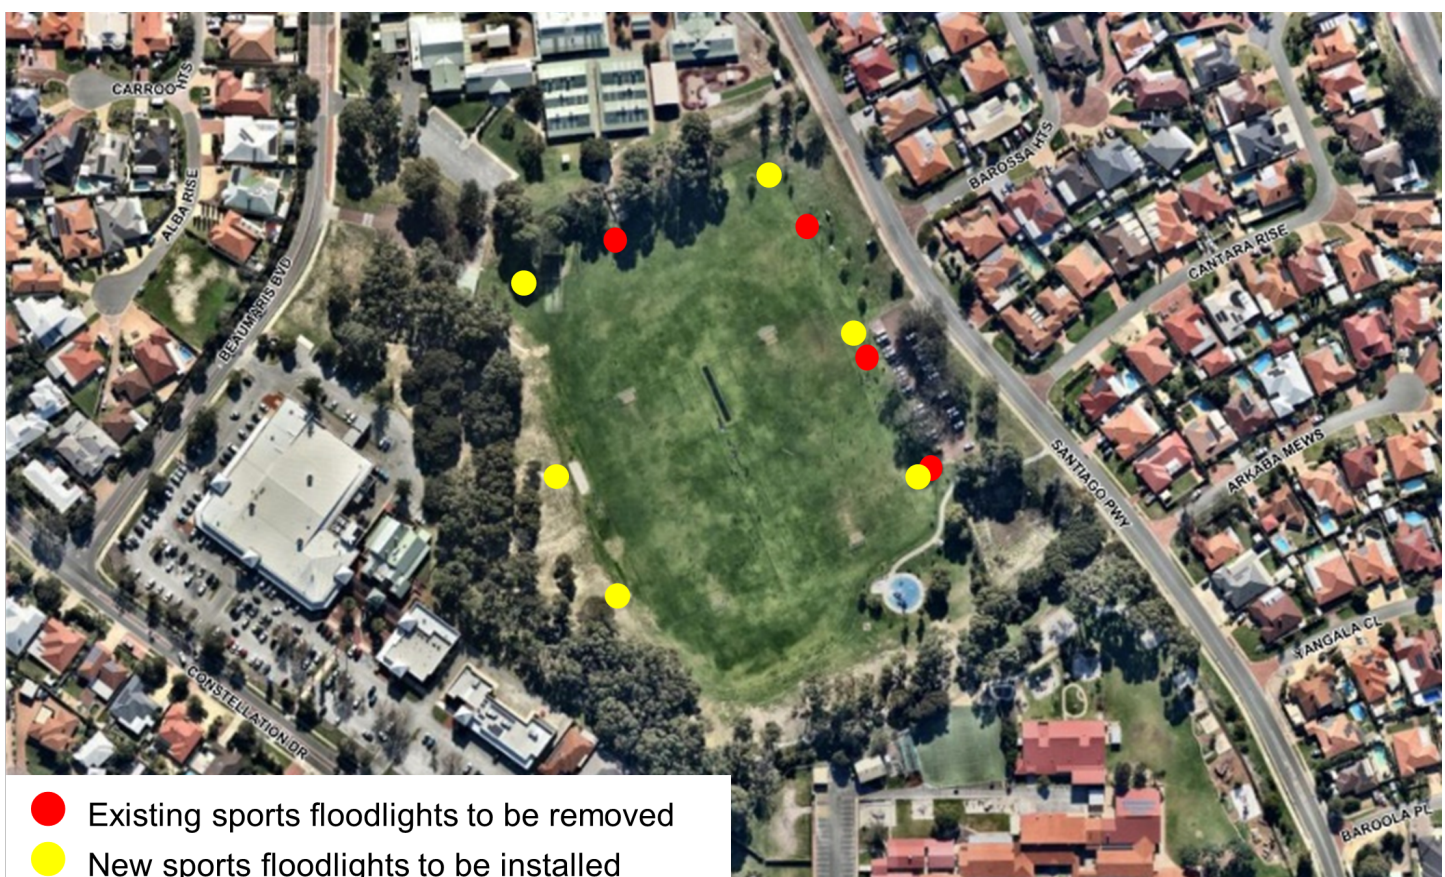 CARROO HTS
ALBA RISE
BEAUMARIS BVD
BAROSSA HTS
CANTARA RISE
SANTIAGO PWY
ARKABA MEWS
YANGALA CL
CONSTELLATION DR
BAROOLA PL
Existing sports floodlights to be removed
New sports floodlights to be installed